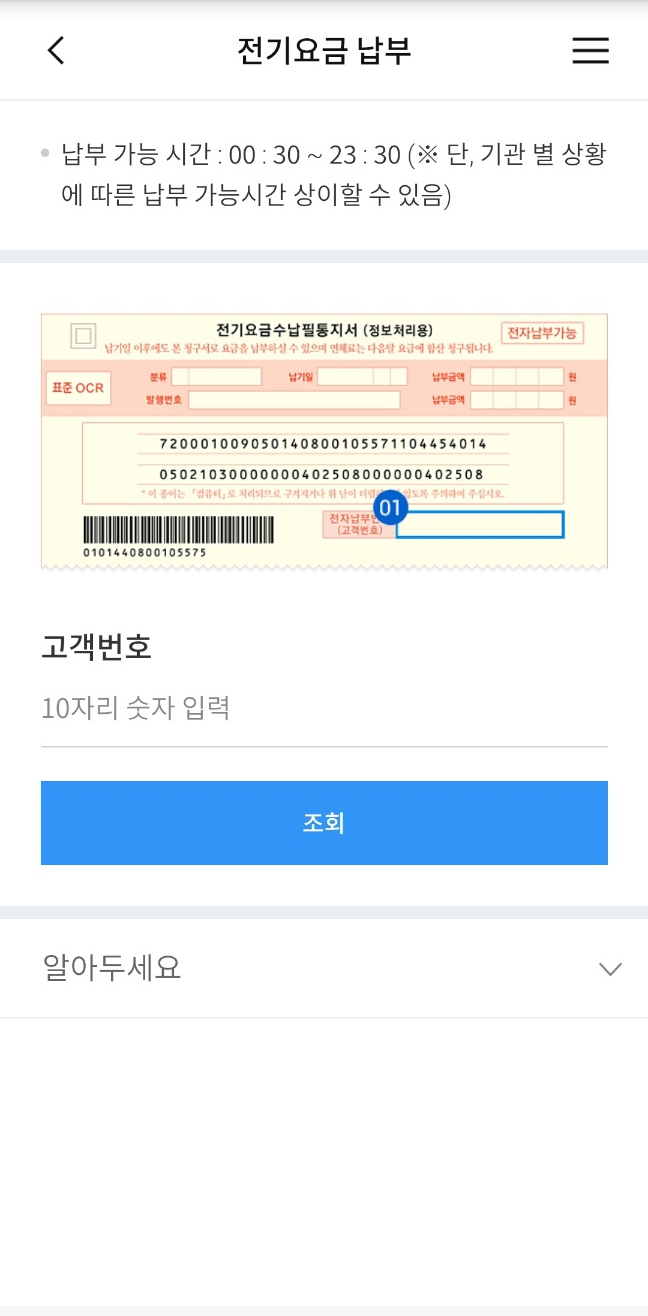 전기요금 납부
납부 가능 시간 : 00 : 30 ~ 23 : 30 (※ 단, 기관 별 상황
에 따른 납부 가능시간 상이할 수 있음)
전기요금수납필통지서 (정보처리용)
전자납부가능
납기일 이후에도 본 청구서로 요금을 납부하실 수 있으며 연체료는 다음달 요금에 합산 청구됩니다.
표준 OCR
분류 납기일 납부금액 원
발행번호 납부금액 원
720001009050140800105571104454014
0502103000000040250800000040250​8
* 이 종이는 「컴퓨터」로 처리되므로 구겨지거나 위 난이 않도록 주의하여 주십시오.
01
전자납부번
(고객번호)
0101440800105575
고객번호
10자리 숫자 입력
조회
알아두세요